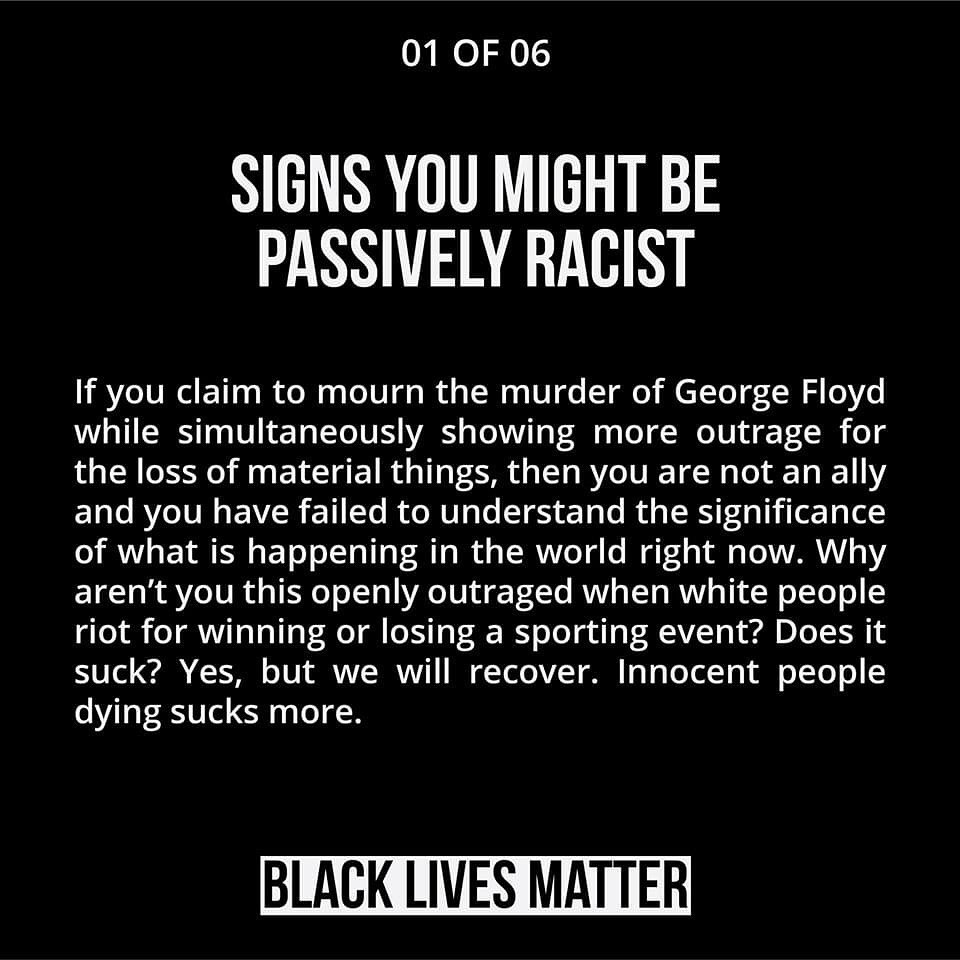 01 OF 06
SIGNS YOU MIGHT BE
PASSIVELY RACIST
If you claim to mourn the murder of George Floyd
while simultaneously showing more outrage for
the loss of material things, then you are not an ally
and you have failed to understand the significance
of what is happening in the world right now. Why
aren’t you this openly outraged when white people
riot for winning or losing a sporting event? Does it
suck? Yes, but we will recover. Innocent people
dying sucks more.
BLACK LIVES MATTER